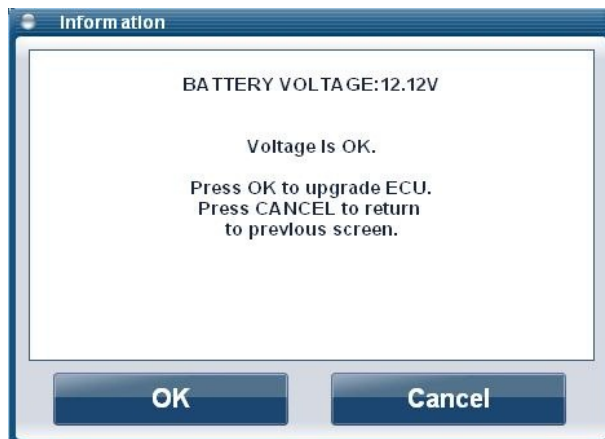 Information
BATTERY VOLTAGE:12.12V
Voltage is OK.
Press OK to upgrade ECU.
Press CANCEL to return
to previous screen.
OK
Cancel